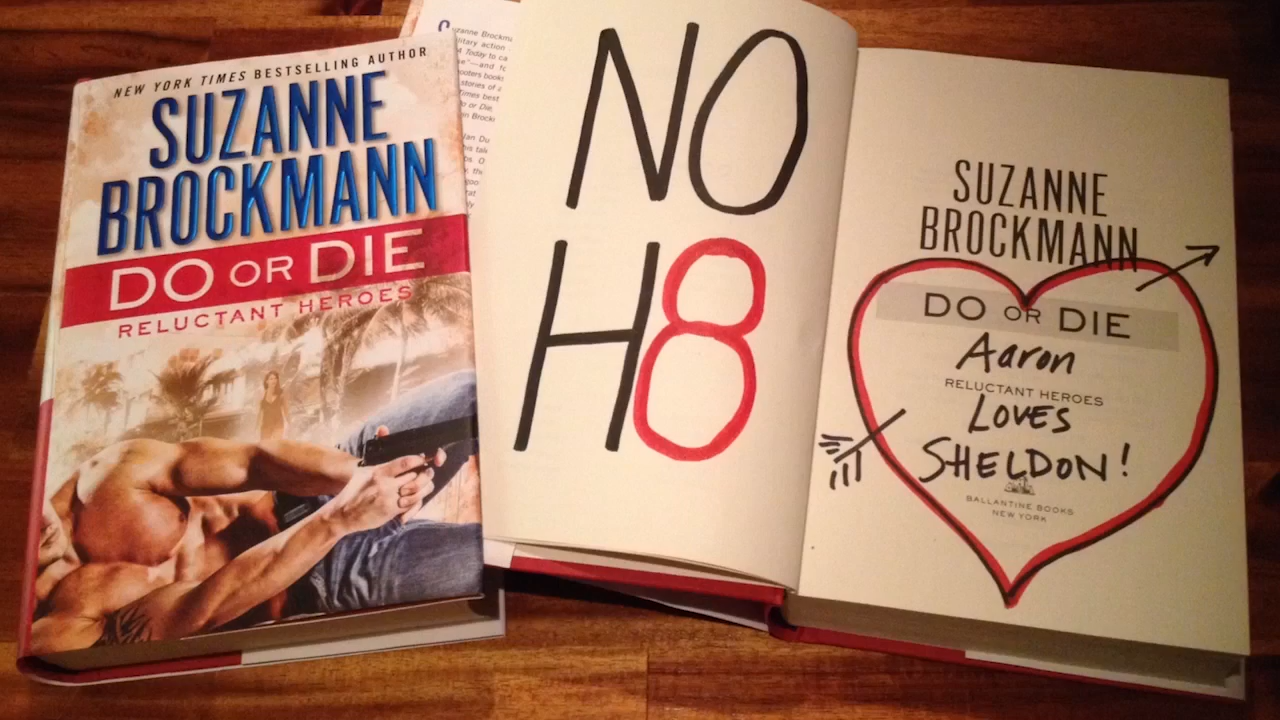 NEW YORK TIMES BESTSELLING AUTHOR
SUZANNE
BROCKMANN
DO OR DIE
RELUCTANT HEROES
NO
H8
SUZANNE
BROCKMANN
DO OR DIE
Aaron
RELUCTANT HEROES
LOVES
SHELDON!
BALLANTINE BOOKS
NEW YORK